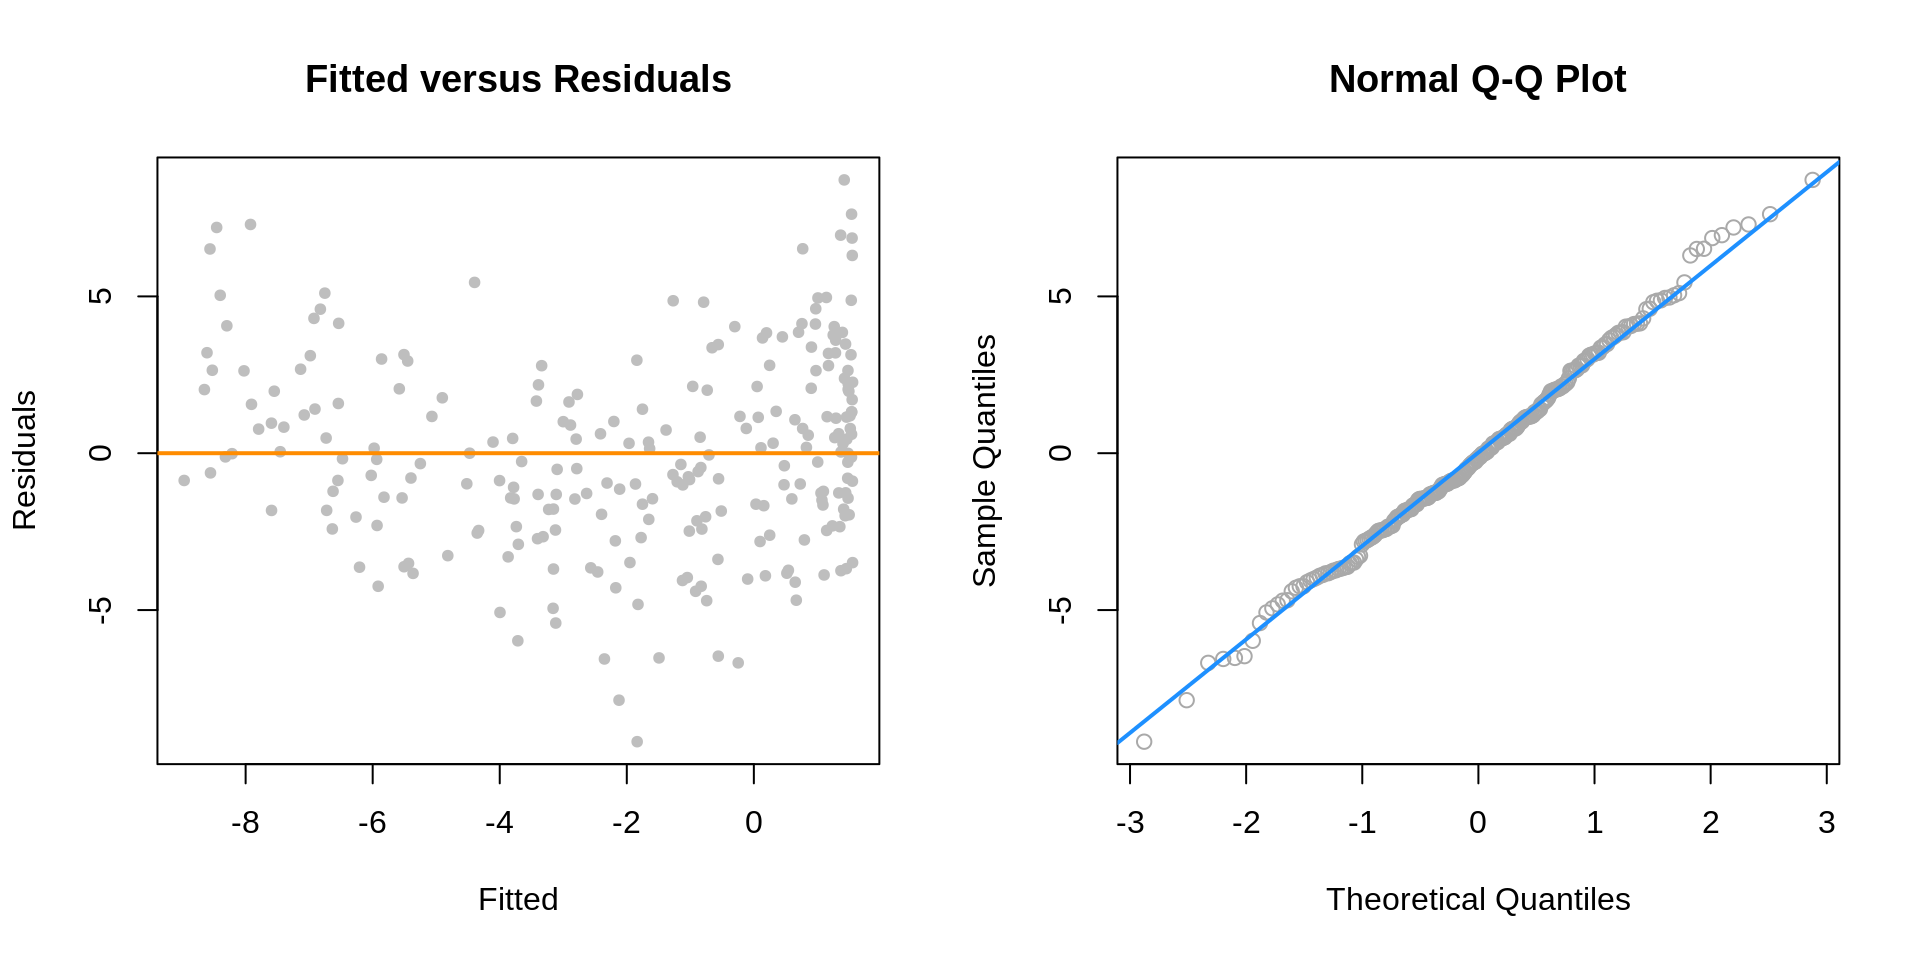 Fitted versus Residuals
Residuals
5
0
-5
-8 -6 -4 -2 0
Fitted
Normal Q-Q Plot
Sample Quantiles
5
0
-5
-3 -2 -1 0 1 2 3
Theoretical Quantiles